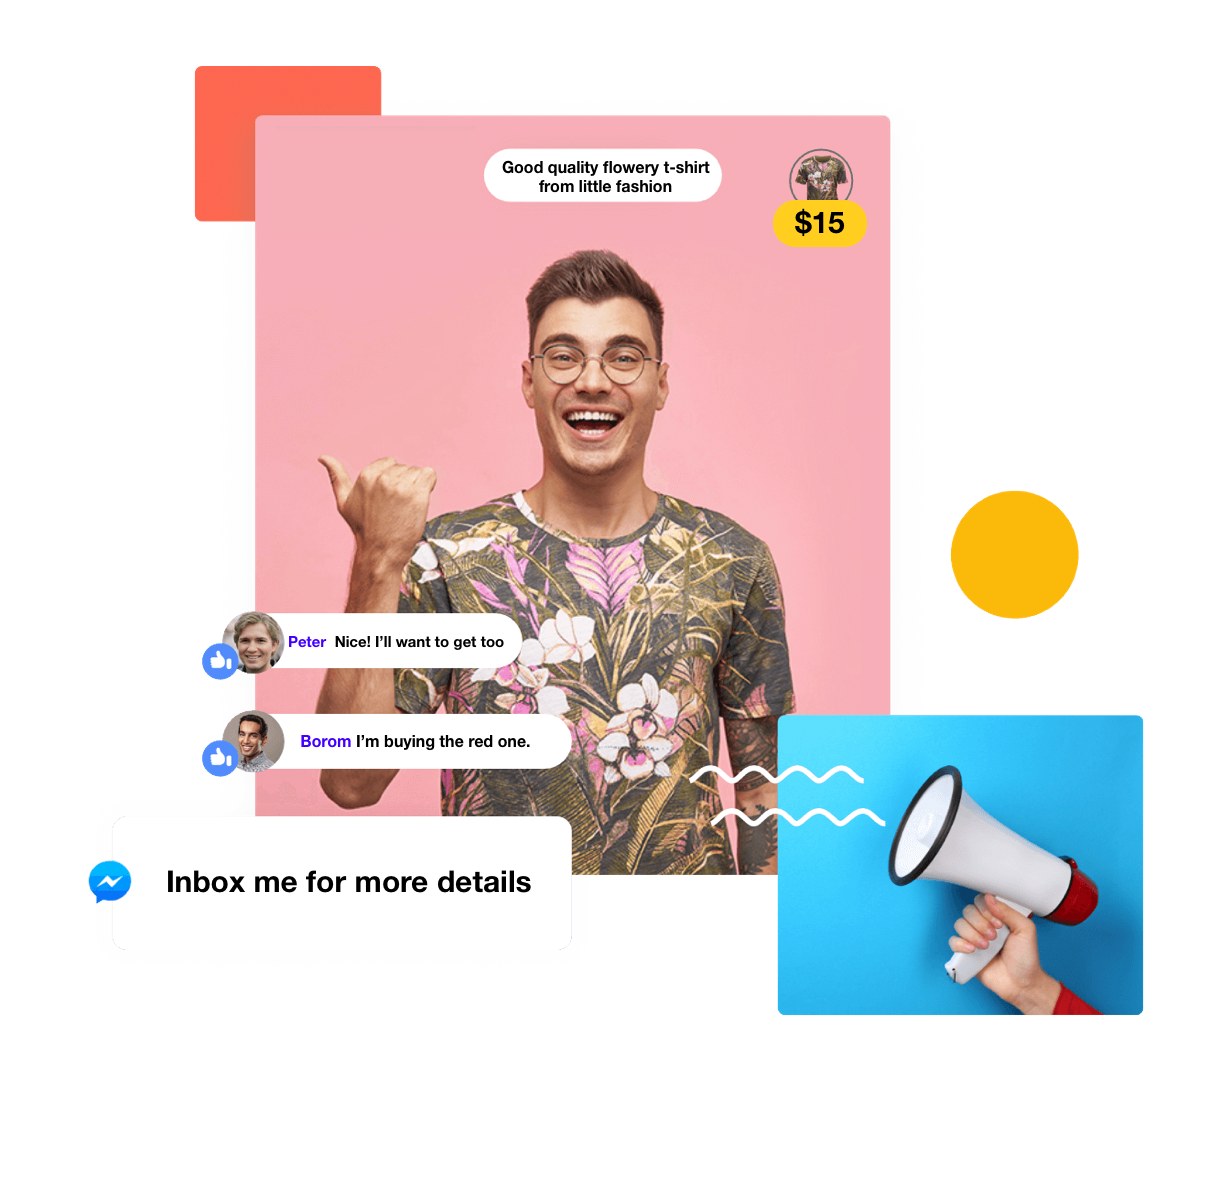 Good quality flowery t-shirt
from little fashion
$15
Peter Nice! I’ll want to get too
Borom I’m buying the red one.
Inbox me for more details